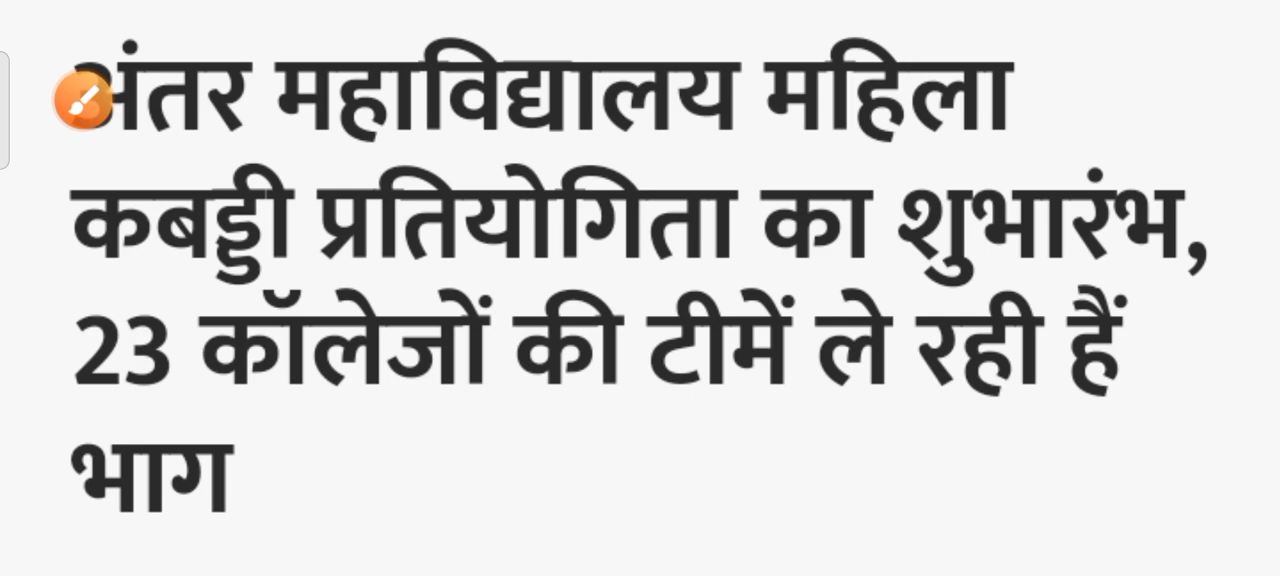 अंतर महाविद्यालय महिला
कबड्डी प्रतियोगिता का शुभारंभ,
23 कॉलेजों की टीमें ले रही हैं
भाग